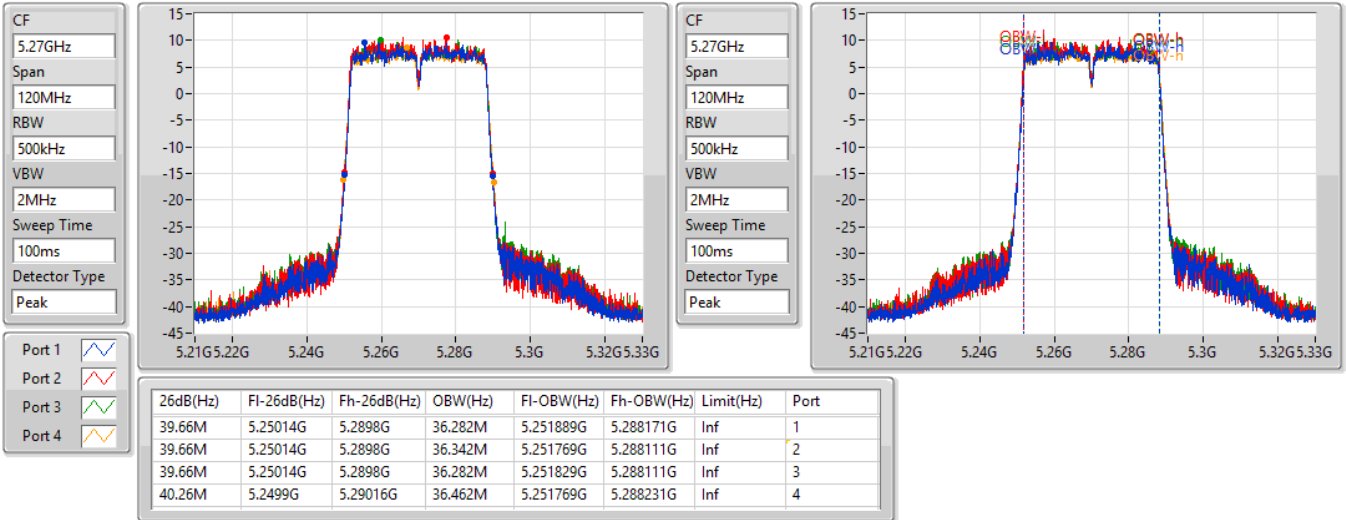 CF
5.27GHz
Span
120MHz
RBW
500kHz
VBW
2MHz
Sweep Time
100ms
Detector Type
Peak
15
10
5
0
-5
-10
-15
-20
-25
-30
-35
-40
-45
5.21G 5.22G 5.24G 5.26G 5.28G 5.3G 5.32G 5.33G
CF
5.27GHz
Span
120MHz
RBW
500kHz
VBW
2MHz
Sweep Time
100ms
Detector Type
Peak
15
10
5
0
-5
-10
-15
-20
-25
-30
-35
-40
-45
OBW-l OBW-h
OBW-h
OBW-h
5.21G 5.22G 5.24G 5.26G 5.28G 5.3G 5.32G 5.33G
Port 1
Port 2
Port 3
Port 4
26dB(Hz) Fl-26dB(Hz) Fh-26dB(Hz) OBW(Hz) Fl-OBW(Hz) Fh-OBW(Hz) Limit(Hz) Port
39.66M 5.25014G 5.2898G 36.282M 5.251889G 5.288171G Inf 1
39.66M 5.25014G 5.2898G 36.342M 5.251769G 5.288111G Inf 2
39.66M 5.25014G 5.2898G 36.282M 5.251829G 5.288111G Inf 3
40.26M 5.2499G 5.29016G 36.462M 5.251769G 5.288231G Inf 4